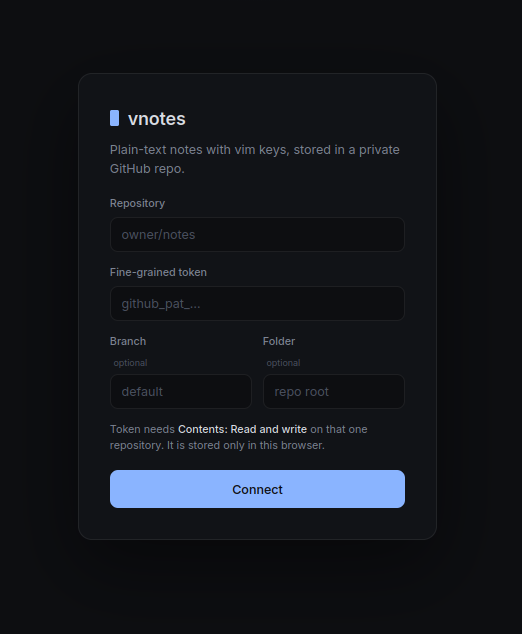 vnotes
Plain-text notes with vim keys, stored in a private
GitHub repo.
Repository
owner/notes
Fine-grained token
github_pat_...
Branch
Folder
optional
optional
default
repo root
Token needs Contents: Read and write on that one
repository. It is stored only in this browser.
Connect